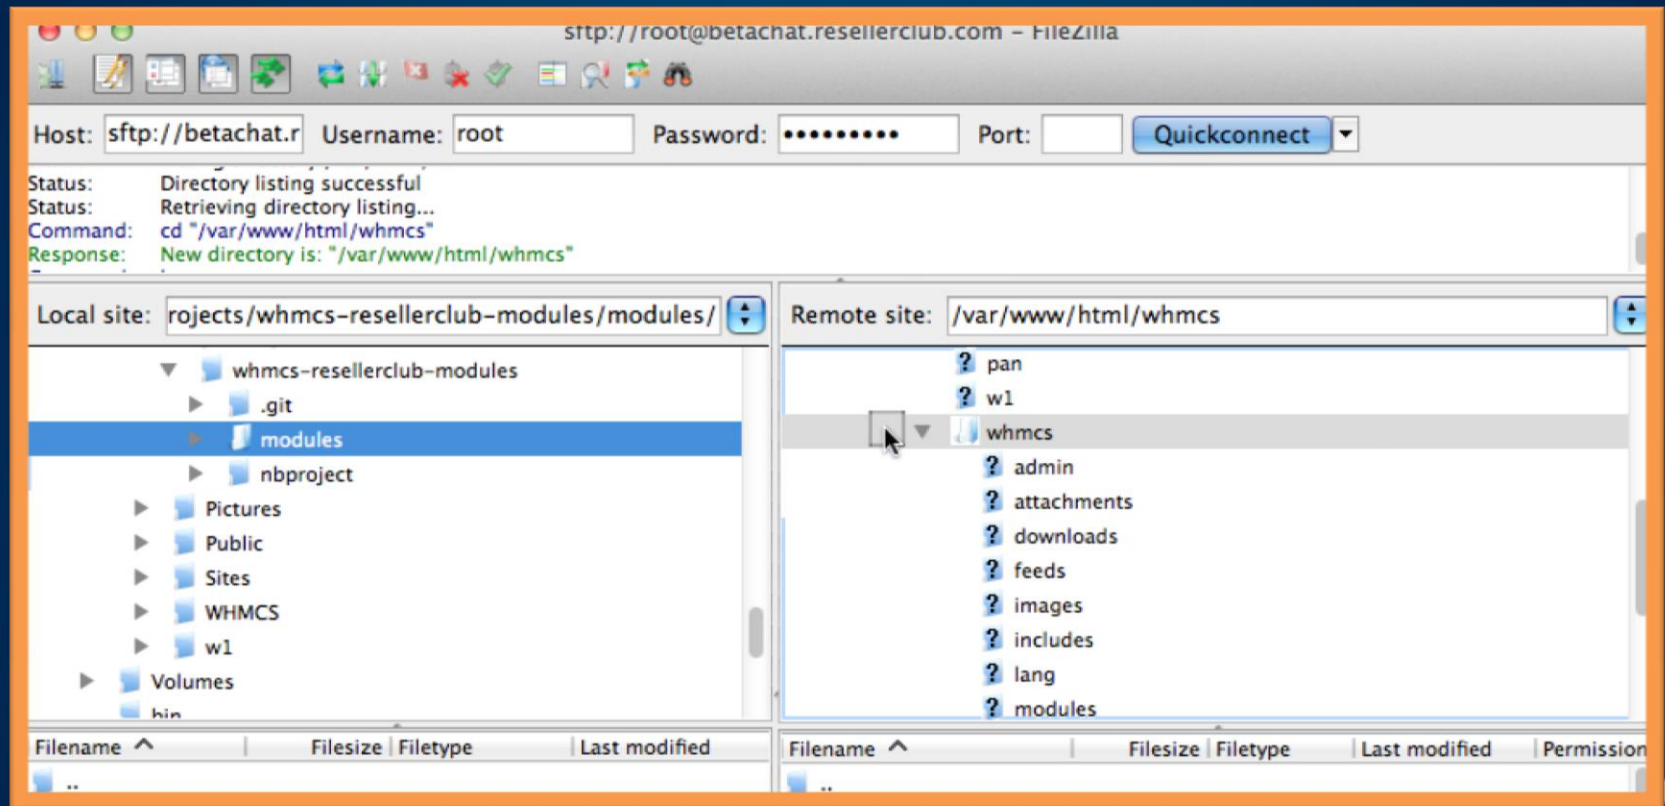 sftp://root@betachat.resellerclub.com – FileZilla
Host: sftp://betachat.r Username: root Password: ••••••••• Port: Quickconnect
Status: Directory listing successful
Status: Retrieving directory listing...
Command: cd "/var/www/html/whmcs"
Response: New directory is: "/var/www/html/whmcs"
Local site: rojects/whmcs-resellerclub-modules/modules/
whmcs-resellerclub-modules
.git
modules
nbproject
Pictures
Public
Sites
WHMCS
w1
Volumes
bin
Filename Filesize Filetype Last modified
..
Remote site: /var/www/html/whmcs
pan
w1
whmcs
admin
attachments
downloads
feeds
images
includes
lang
modules
Filename Filesize Filetype Last modified Permission
..